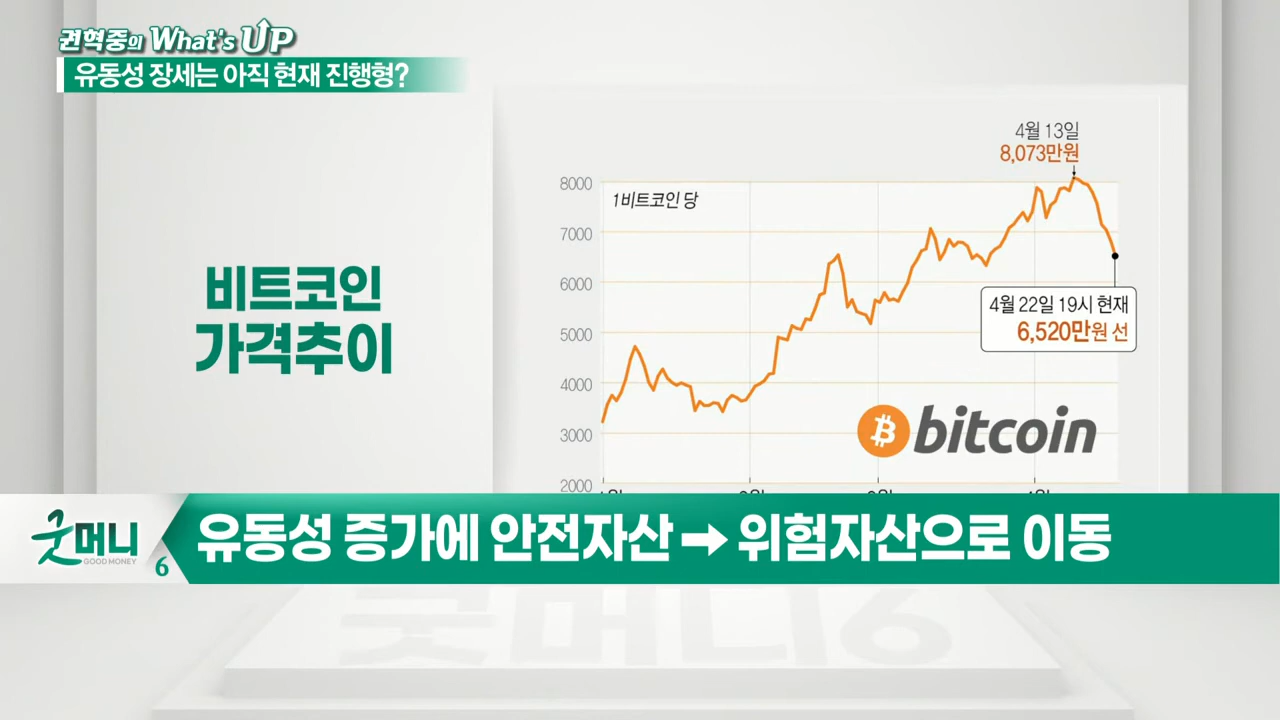 권혁중의 What's UP
유동성 장세는 아직 현재 진행형?
비트코인
가격추이
4월 13일
8,073만원
1비트코인 당
8000
7000
6000
5000
4000
3000
2000
4월 22일 19시 현재
6,520만원 선
bitcoin
굿머니
GOOD MONEY
6
유동성 증가에 안전자산 ➡ 위험자산으로 이동
굿머니6